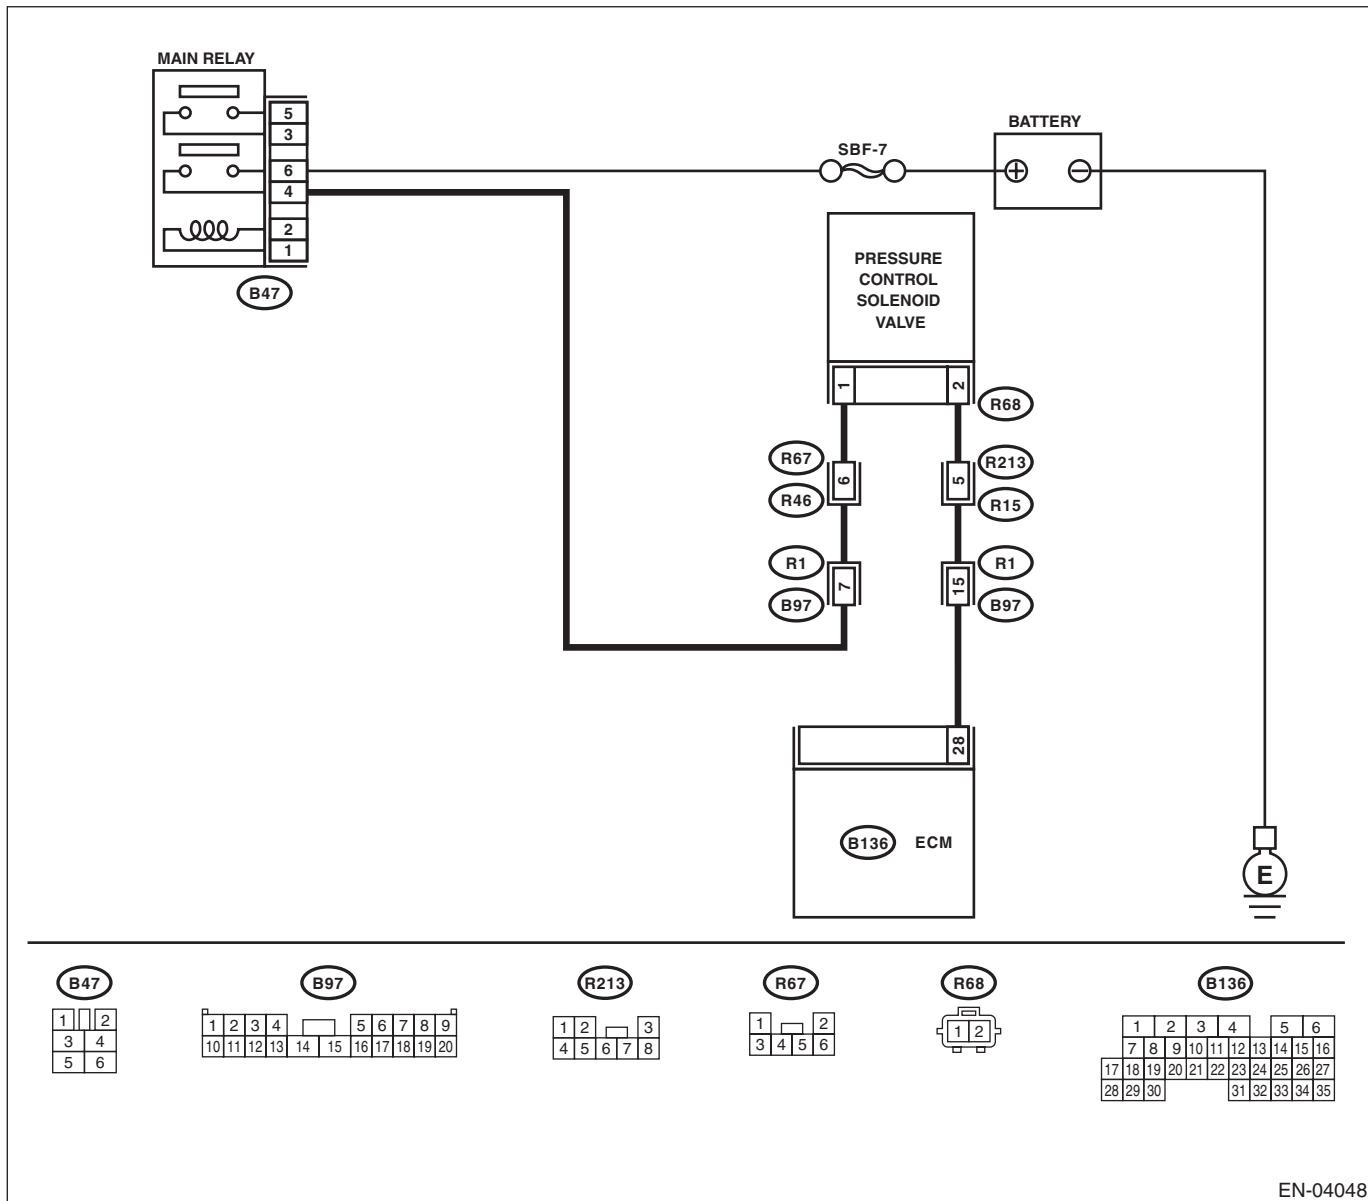 MAIN RELAY
5
3
6
4
2
1
B47
SBF-7
BATTERY
PRESSURE
CONTROL
SOLENOID
VALVE
1 2
R68
R67
6
R46
R213
5
R15
R1
7
B97
R1
15
B97
28
B136 ECM
E
B47
1 2
3 4
5 6
B97
1 2 3 4 5 6 7 8 9
10 11 12 13 14 15 16 17 18 19 20
R213
1 2 3
4 5 6 7 8
R67
1 2
3 4 5 6
R68
1 2
B136
1 2 3 4 5 6
7 8 9 10 11 12 13 14 15 16
17 18 19 20 21 22 23 24 25 26 27
28 29 30 31 32 33 34 35
EN-04048